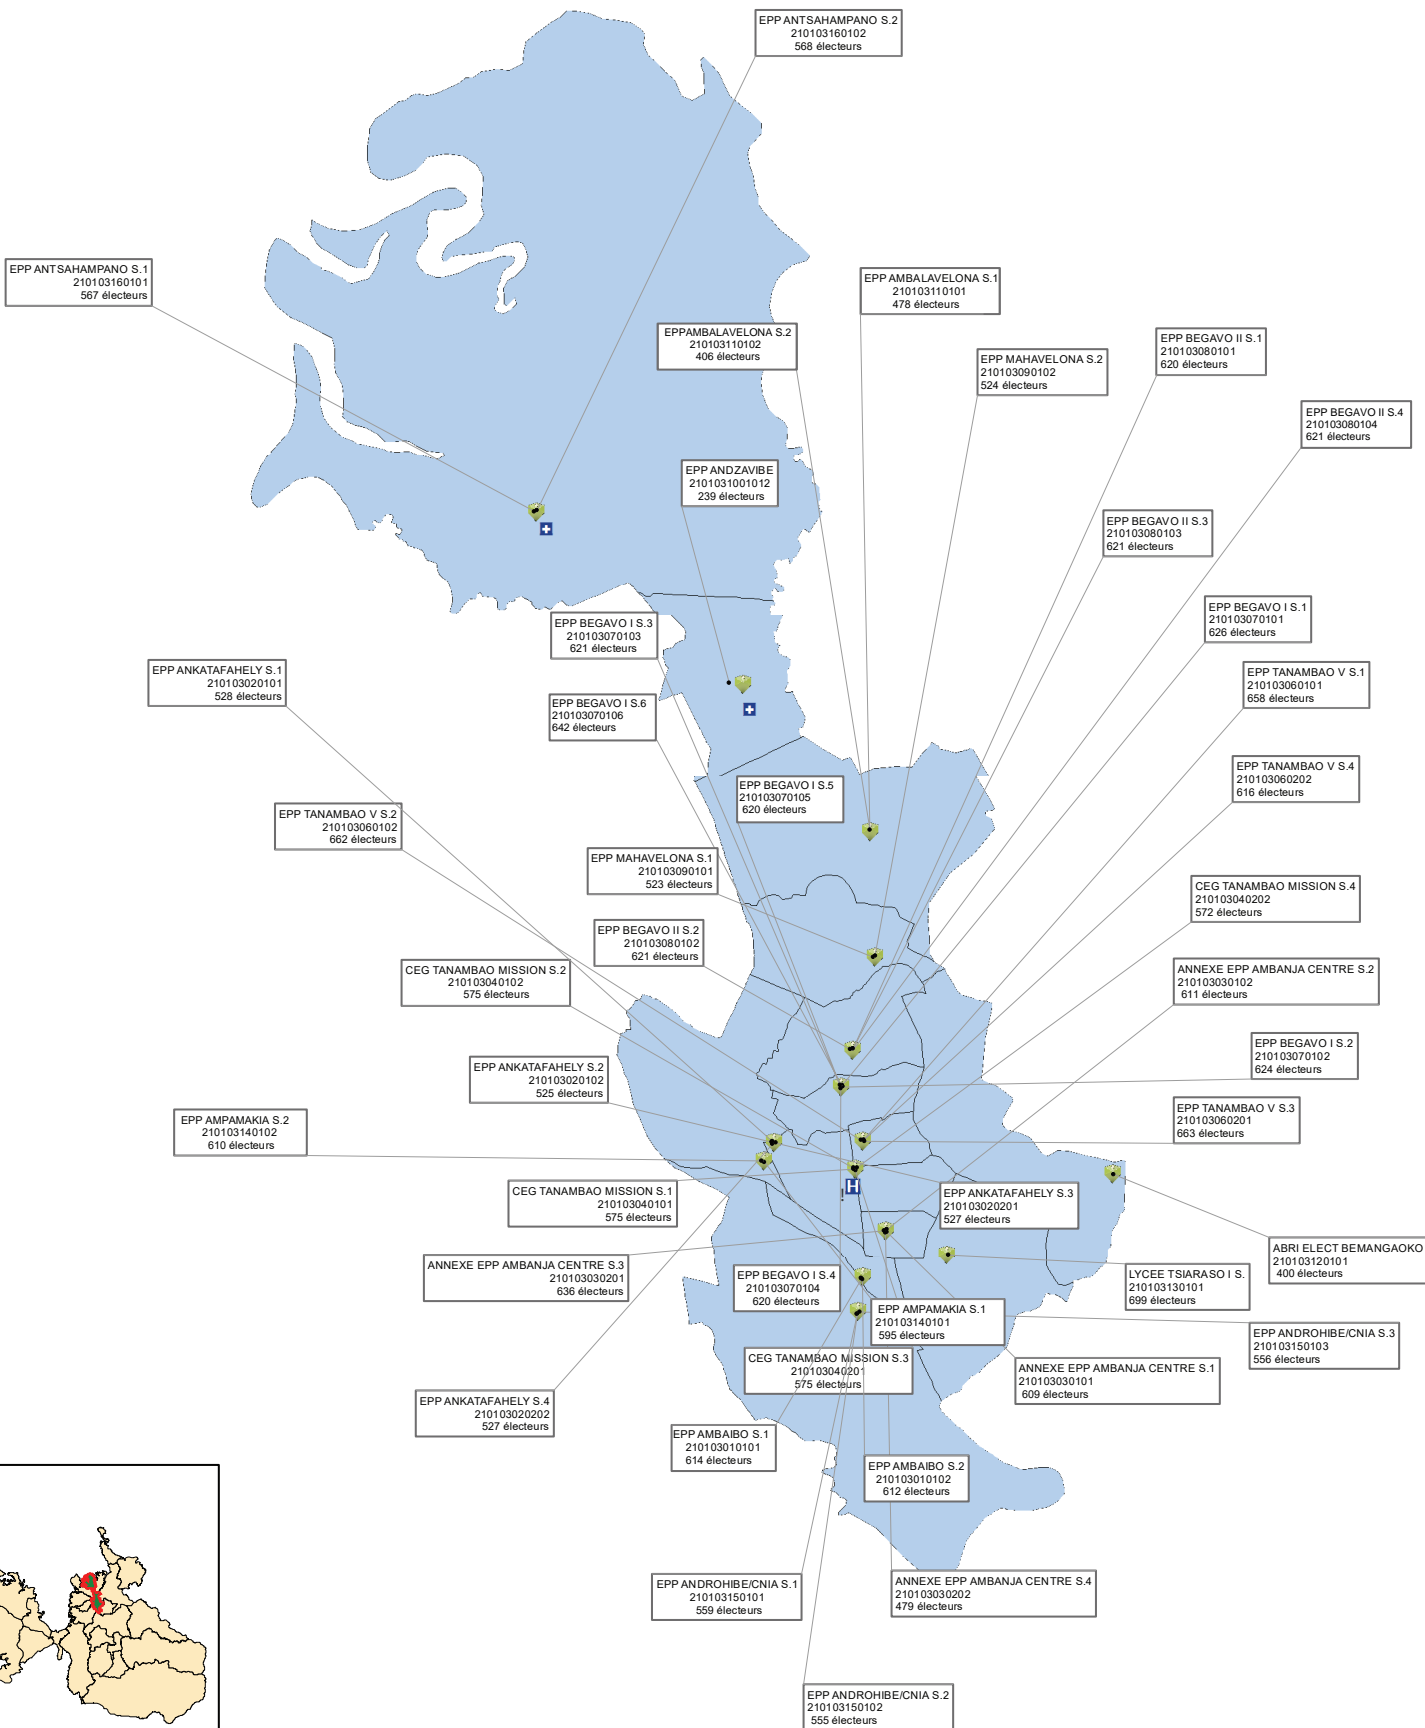 EPP ANTSAHAMPANO S.2
210103160102
568 électeurs
EPP ANTSAHAMPANO S.1
210103160101
567 électeurs
EPP AMBALAVELONA S.1
210103110101
478 électeurs
EPPAMBALAVELONA S.2
210103110102
406 électeurs
EPP BEGAVO II S.1
210103080101
620 électeurs
EPP MAHAVELONA S.2
210103090102
524 électeurs
EPP BEGAVO II S.4
210103080104
621 électeurs
EPP ANDZAVIBE
2101031001012
239 électeurs
EPP BEGAVO II S.3
210103080103
621 électeurs
EPP BEGAVO I S.1
210103070101
626 électeurs
EPP BEGAVO I S.3
210103070103
621 électeurs
EPP ANKATAFAHELY S.1
210103020101
528 électeurs
EPP TANAMBAO V S.1
210103060101
658 électeurs
EPP BEGAVO I S.6
210103070106
642 électeurs
EPP TANAMBAO V S.4
210103060202
616 électeurs
EPP BEGAVO I S.5
210103070105
620 électeurs
EPP TANAMBAO V S.2
210103060102
662 électeurs
EPP MAHAVELONA S.1
210103090101
523 électeurs
CEG TANAMBAO MISSION S.4
210103040202
572 électeurs
EPP BEGAVO II S.2
210103080102
621 électeurs
CEG TANAMBAO MISSION S.2
210103040102
575 électeurs
ANNEXE EPP AMBANJA CENTRE S.2
210103030102
611 électeurs
EPP BEGAVO I S.2
210103070102
624 électeurs
EPP ANKATAFAHELY S.2
210103020102
525 électeurs
EPP TANAMBAO V S.3
210103060201
663 électeurs
EPP AMPAMAKIA S.2
210103140102
610 électeurs
H
!
CEG TANAMBAO MISSION S.1
210103040101
575 électeurs
EPP ANKATAFAHELY S.3
210103020201
527 électeurs
ABRI ELECT BEMANGAOKO
210103120101
400 électeurs
ANNEXE EPP AMBANJA CENTRE S.3
210103030201
636 électeurs
EPP BEGAVO I S.4
210103070104
620 électeurs
LYCEE TSIARASO I S.
210103130101
699 électeurs
EPP AMPAMAKIA S.1
210103140101
595 électeurs
EPP ANDROHIBE/CNIA S.3
210103150103
556 électeurs
CEG TANAMBAO MISSION S.3
210103040201
575 électeurs
ANNEXE EPP AMBANJA CENTRE S.1
210103030101
609 électeurs
EPP ANKATAFAHELY S.4
210103020202
527 électeurs
EPP AMBAIBO S.1
210103010101
614 électeurs
EPP AMBAIBO S.2
210103010102
612 électeurs
EPP ANDROHIBE/CNIA S.1
210103150101
559 électeurs
ANNEXE EPP AMBANJA CENTRE S.4
210103030202
479 électeurs
EPP ANDROHIBE/CNIA S.2
210103150102
555 électeurs